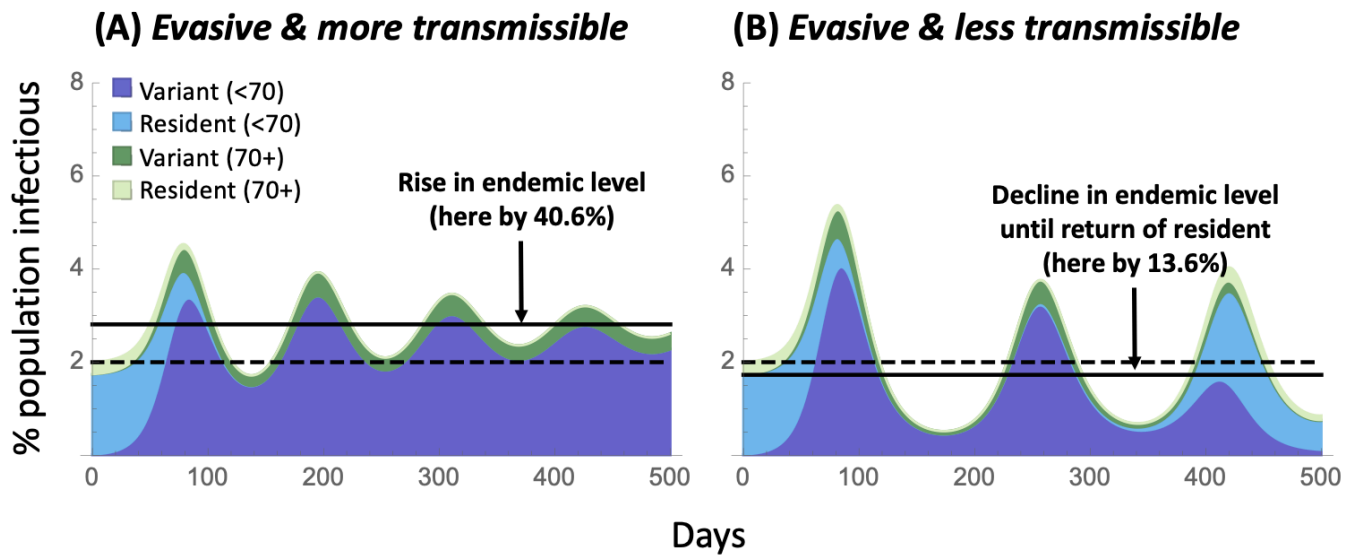 (A) Evasive & more transmissible
(B) Evasive & less transmissible
% population infectious
8
6
4
2
Variant (<70)
Resident (<70)
Variant (70+)
Resident (70+)
Rise in endemic level
(here by 40.6%)
0
100
200
300
400
500
8
6
4
2
Decline in endemic level
until return of resident
(here by 13.6%)
0
100
200
300
400
500
Days